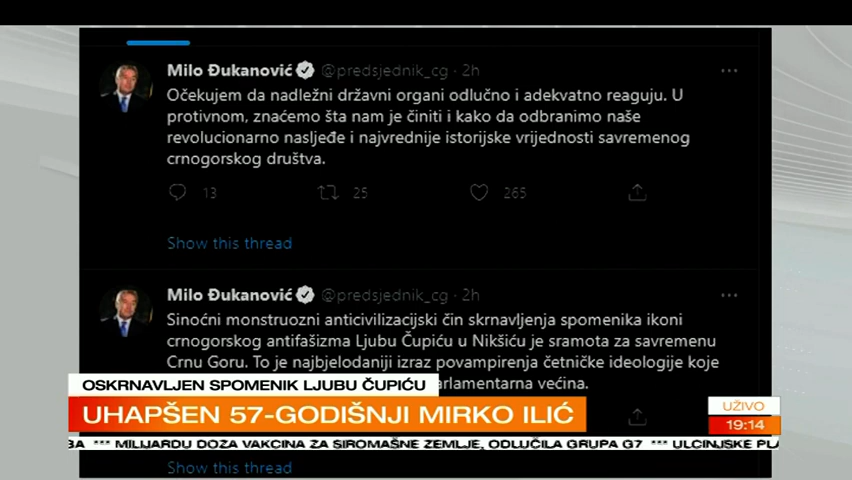 Milo Đukanović @predsjednik_cg · 2h
Očekujem da nadležni državni organi odlučno i adekvatno reaguju. U
protivnom, znaćemo šta nam je činiti i kako da odbranimo naše
revolucionarno nasljeđe i najvrednije istorijske vrijednosti savremenog
crnogorskog društva.
13 25 265
Show this thread
Milo Đukanović @predsjednik_cg · 2h
Sinoćni monstruozni anticivilizacijski čin skrnavljenja spomenika ikoni
crnogorskog antifašizma Ljubu Čupiću u Nikšiću je sramota za savremenu
Crnu Goru. To je najbjelodaniji izraz povampirenja četničke ideologije koje
većina.
OSKRNAVLJEN SPOMENIK LJUBU ČUPIĆU
UHAPŠEN 57-GODIŠNJI MIRKO ILIĆ
UŽIVO
19:14
*** MILIJARDU DOZA VAKCINA ZA SIROMAŠNE ZEMLJE, ODLUČILA GRUPA G7 *** ULCINJSKE
Show this thread